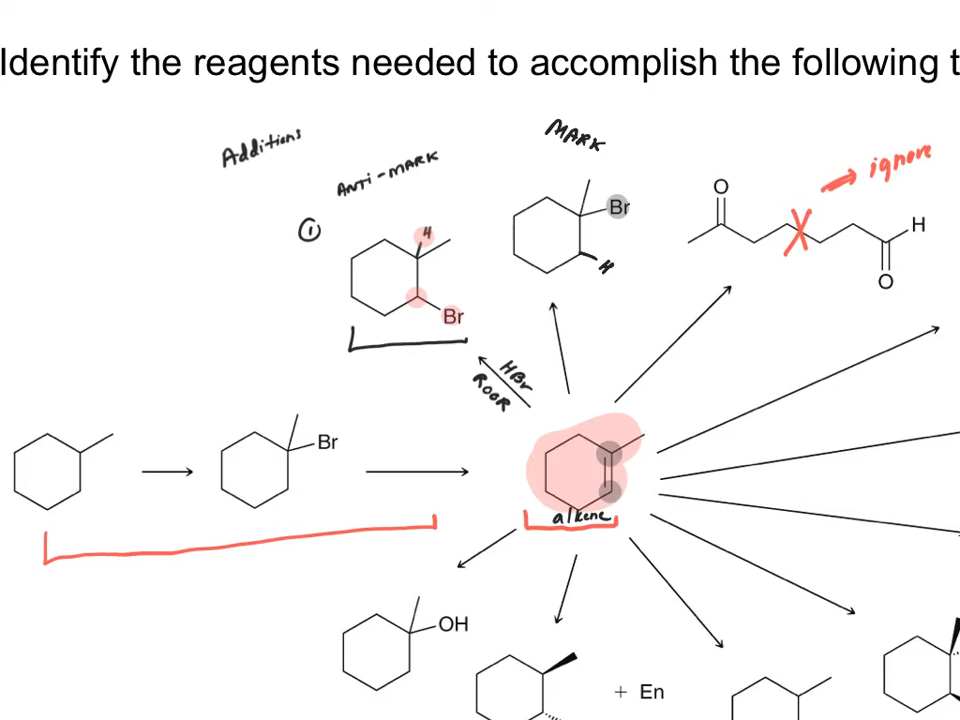 Identify the reagents needed to accomplish the following t
Additions
ANTI-MARK
MARK
→ ignore
①
H
Br
Br
H
O
H
O
HBr
ROOR
Br
alkene
OH
+ En